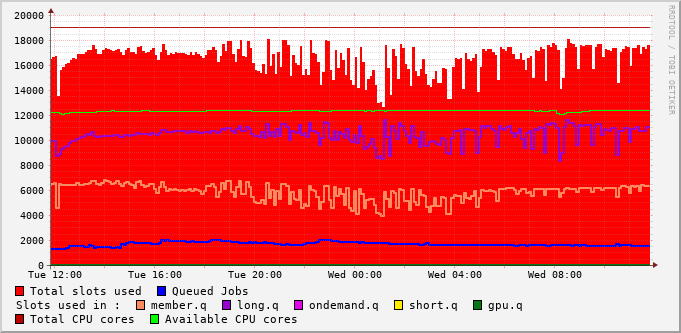 20000
18000
16000
14000
12000
10000
8000
6000
4000
2000
0
Tue 12:00 Tue 16:00 Tue 20:00 Wed 00:00 Wed 04:00 Wed 08:00
Total slots used Queued Jobs
Slots used in : member.q long.q ondemand.q short.q gpu.q
Total CPU cores Available CPU cores
RRDTOOL / TOBI OETIKER